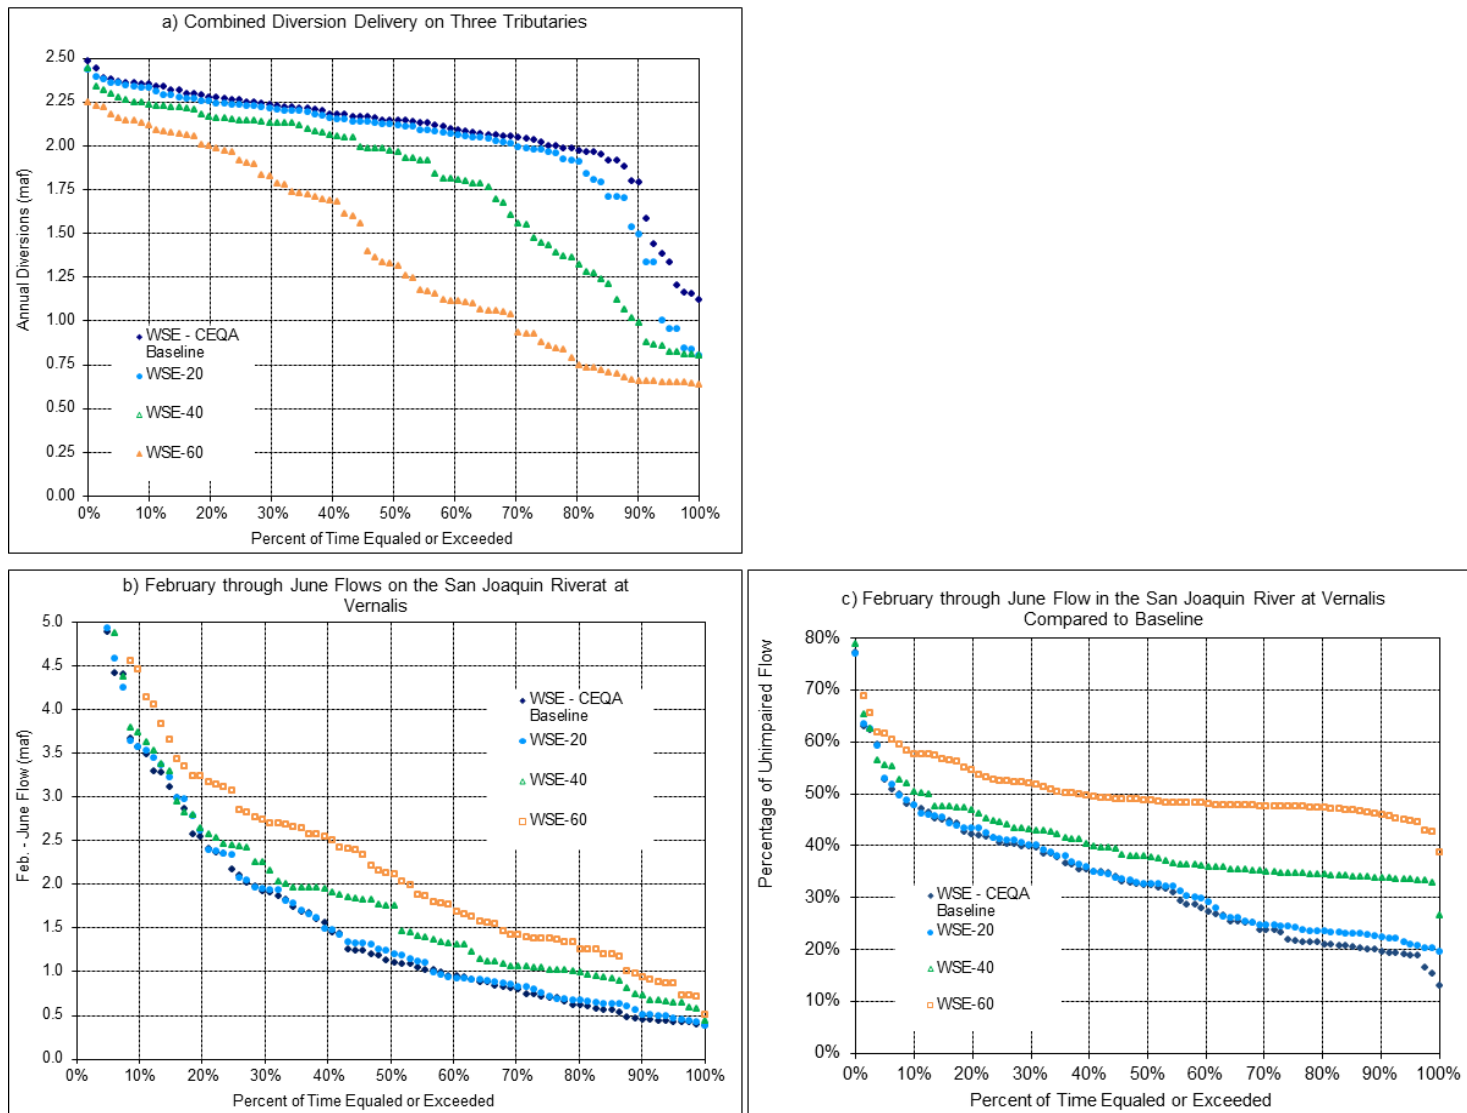 a) Combined Diversion Delivery on Three Tributaries
2.50
2.25
2.00
1.75
1.50
1.25
1.00
0.75
0.50
0.25
0.00
Annual Diversions (maf)
WSE - CEQA
Baseline
WSE-20
WSE-40
WSE-60
0% 10% 20% 30% 40% 50% 60% 70% 80% 90% 100%
Percent of Time Equaled or Exceeded
b) February through June Flows on the San Joaquin Riverat at
Vernalis
5.0
4.5
4.0
3.5
3.0
2.5
2.0
1.5
1.0
0.5
0.0
Feb. - June Flow (maf)
WSE - CEQA
Baseline
WSE-20
WSE-40
WSE-60
0% 10% 20% 30% 40% 50% 60% 70% 80% 90% 100%
Percent of Time Equaled or Exceeded
c) February through June Flow in the San Joaquin River at Vernalis
Compared to Baseline
80%
70%
60%
50%
40%
30%
20%
10%
0%
Percentage of Unimpaired Flow
WSE - CEQA
Baseline
WSE-20
WSE-40
WSE-60
0% 10% 20% 30% 40% 50% 60% 70% 80% 90% 100%
Percent of Time Equaled or Exceeded